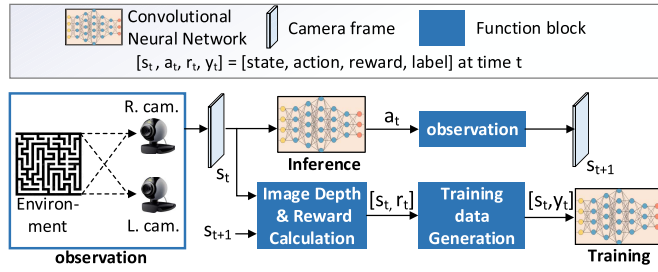 Convolutional
Neural Network
Camera frame
Function block
[st, at, rt, yt] = [state, action, reward, label] at time t
R. cam.
Environ-
ment
L. cam.
observation
st
Inference
at
observation
st+1
st+1
Image Depth
& Reward
Calculation
[st, rt]
Training
data
Generation
[st,yt]
Training